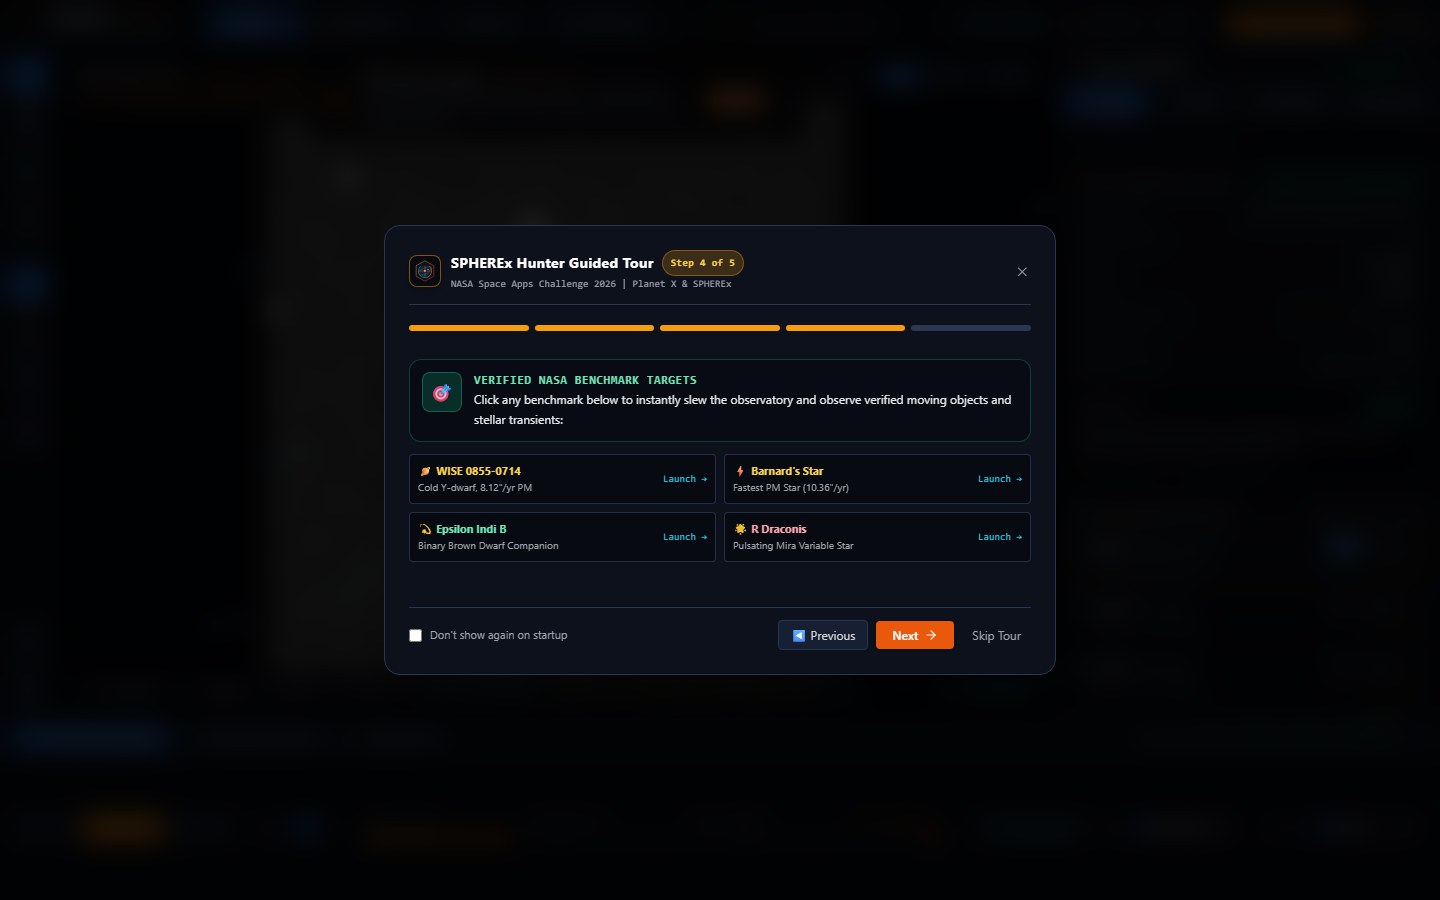 SPHEREx Hunter Guided Tour
Step 4 of 5
NASA Space Apps Challenge 2026 | Planet X & SPHEREx
VERIFIED NASA BENCHMARK TARGETS
Click any benchmark below to instantly slew the observatory and observe verified moving objects and
stellar transients:
WISE 0855-0714
Cold Y-dwarf, 8.12"/yr PM
Launch →
Barnard's Star
Fastest PM Star (10.36"/yr)
Launch →
Epsilon Indi B
Binary Brown Dwarf Companion
Launch →
R Draconis
Pulsating Mira Variable Star
Launch →
Don't show again on startup
Previous
Next →
Skip Tour